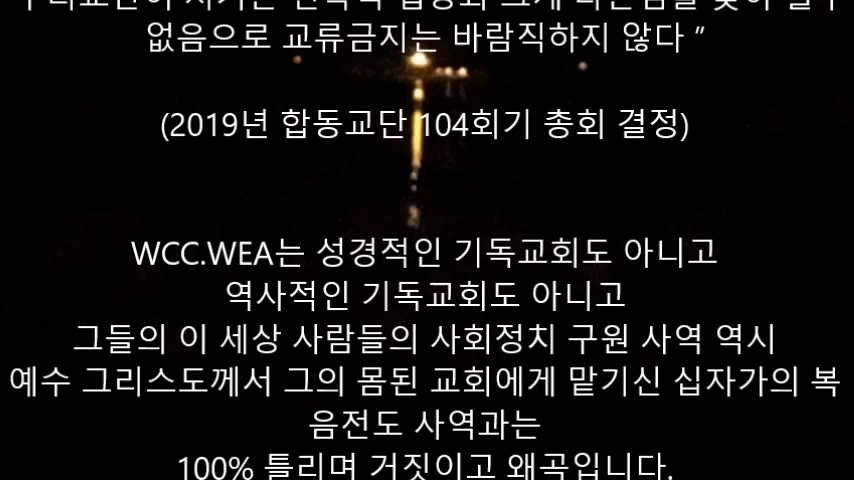 없음으로 교류금지는 바람직하지 않다 ”
(2019년 합동교단 104회기 총회 결정)
WCC.WEA는 성경적인 기독교회도 아니고
역사적인 기독교회도 아니고
그들의 이 세상 사람들의 사회정치 구원 사역 역시
예수 그리스도께서 그의 몸된 교회에게 맡기신 십자가의 복
음전도 사역과는
100% 틀리며 거짓이고 왜곡입니다.